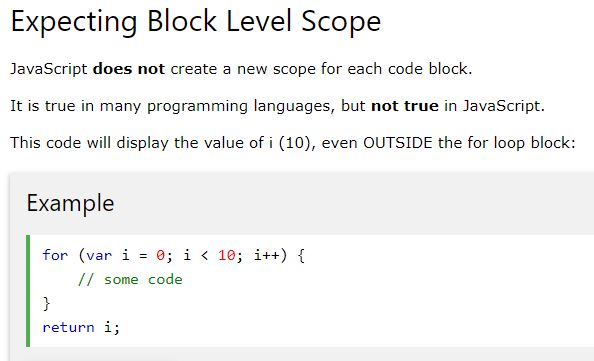 Expecting Block Level Scope
JavaScript does not create a new scope for each code block.
It is true in many programming languages, but not true in JavaScript.
This code will display the value of i (10), even OUTSIDE the for loop block:
Example
for (var i = 0; i < 10; i++) {
    // some code
}
return i;